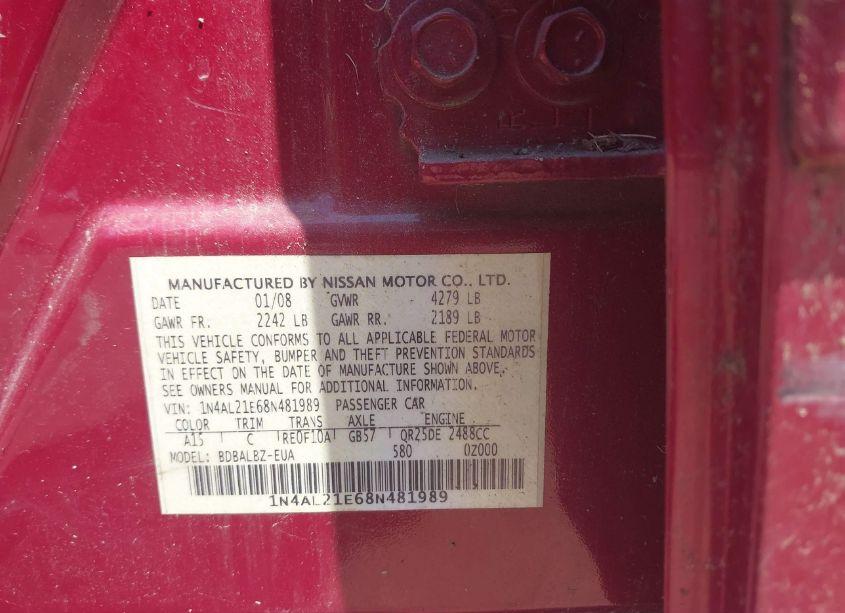 MANUFACTURED BY NISSAN MOTOR CO., LTD.
DATE 01/08 GVWR 4279 LB
GAWR FR. 2242 LB GAWR RR. 2189 LB
THIS VEHICLE CONFORMS TO ALL APPLICABLE FEDERAL MOTOR
VEHICLE SAFETY, BUMPER AND THEFT PREVENTION STANDARDS
IN EFFECT ON THE DATE OF MANUFACTURE SHOWN ABOVE,
SEE OWNERS MANUAL FOR ADDITIONAL INFORMATION.
VIN: 1N4AL21E68N481989 PASSENGER CAR
COLOR TRIM TRANS AXLE ENGINE
A15 C RE0F10A GB57 QR25DE 2488CC
MODEL: BDBALBZ-EUA 580 0Z000
1N4AL21E68N481989